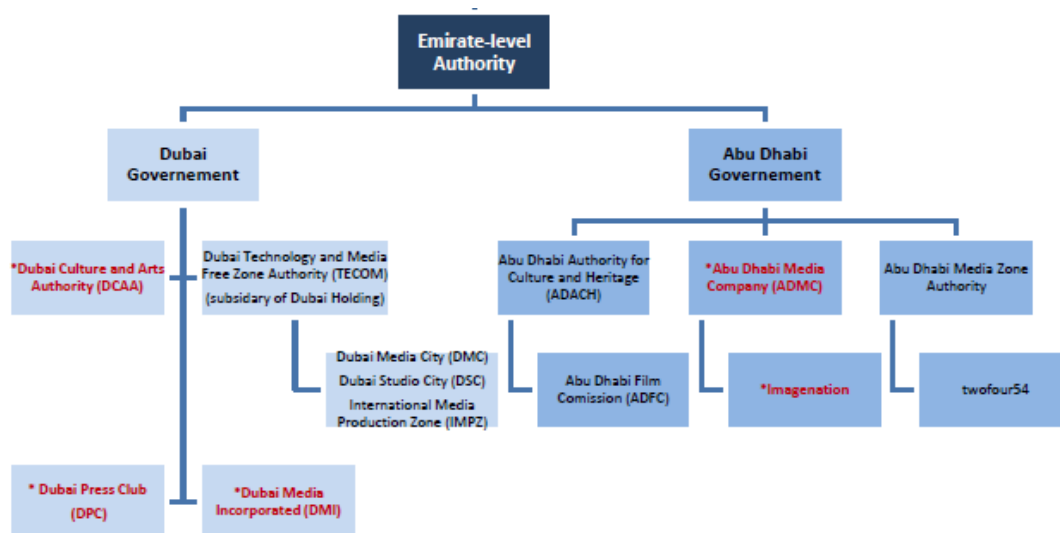 Emirate-level
Authority
Dubai
Governement
Abu Dhabi
Governement
*Dubai Culture and Arts
Authority (DCAA)
Dubai Technology and Media
Free Zone Authority (TECOM)
(subsidary of Dubai Holding)
Abu Dhabi Authority for
Culture and Heritage
(ADACH)
*Abu Dhabi Media
Company (ADMC)
Abu Dhabi Media Zone
Authority
Dubai Media City (DMC)
Dubai Studio City (DSC)
International Media
Production Zone (IMPZ)
Abu Dhabi Film
Comission (ADFC)
*Imagenation
twofour54
* Dubai Press Club
(DPC)
*Dubai Media
Incorporated (DMI)